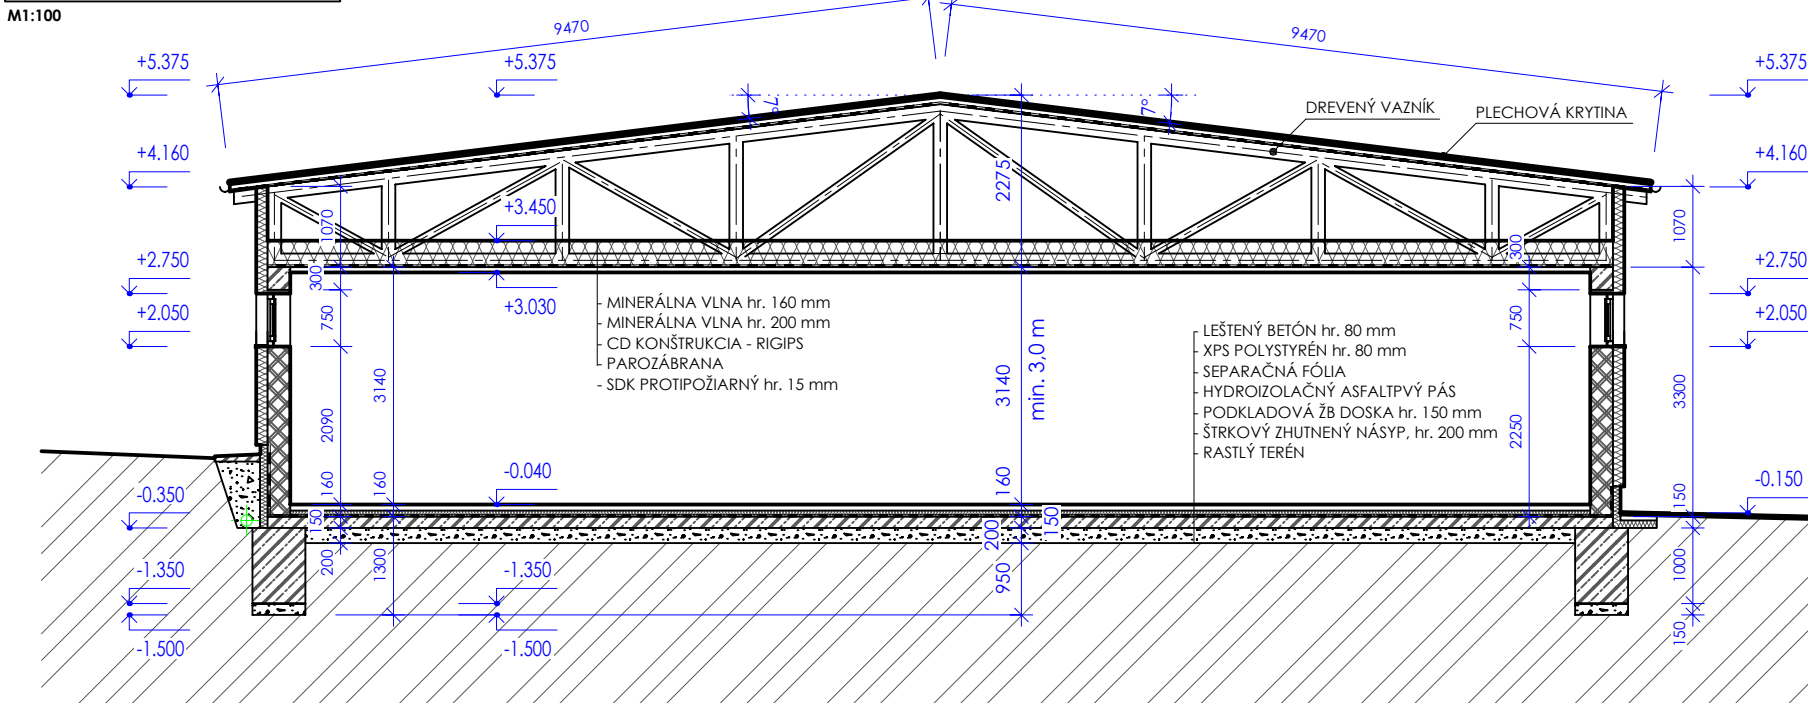 M1:100
9470
9470
+5.375
+5.375
+5.375
7°
7°
DREVENÝ VAZNÍK
PLECHOVÁ KRYTINA
+4.160
+4.160
2275
+3.450
1070
1070
300
+2.750
300
+3.030
+2.750
- MINERÁLNA VLNA hr. 160 mm
- MINERÁLNA VLNA hr. 200 mm
- CD KONŠTRUKCIA - RIGIPS
PAROZÁBRANA
- SDK PROTIPOŽIARNÝ hr. 15 mm
+2.050
750
750
+2.050
LEŠTENÝ BETÓN hr. 80 mm
- XPS POLYSTYRÉN hr. 80 mm
- SEPARAČNÁ FÓLIA
- HYDROIZOLAČNÝ ASFALTPVÝ PÁS
- PODKLADOVÁ ŽB DOSKA hr. 150 mm
- ŠTRKOVÝ ZHUTNENÝ NÁSYP, hr. 200 mm
- RASTLÝ TERÉN
3140
3140
min. 3,0 m
3300
2090
2250
160
160
-0.040
160
150
-0.150
-0.350
150
200
150
200
1300
-1.350
-1.350
950
1000
-1.500
-1.500
150